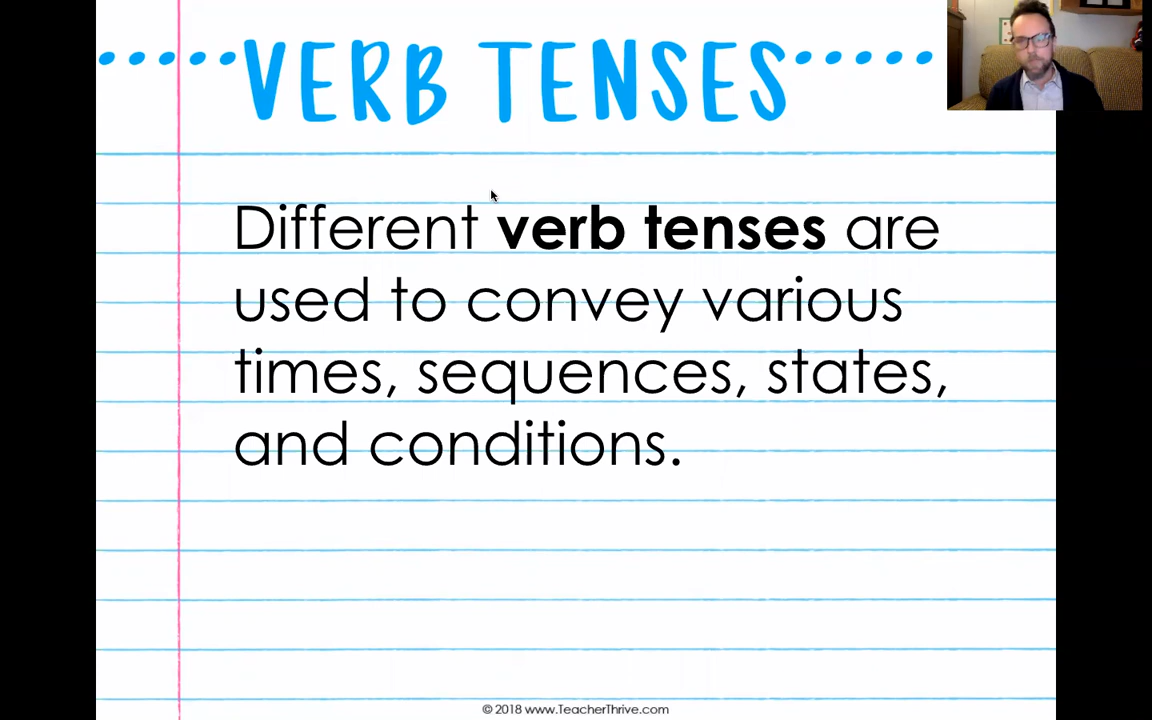 VERB TENSES
Different verb tenses are
used to convey various
times, sequences, states,
and conditions.
© 2018 www.TeacherThrive.com